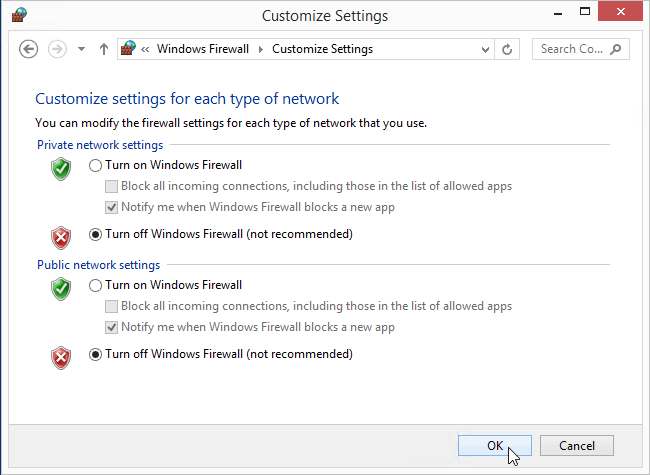 Customize Settings
« Windows Firewall Customize Settings
Search Co...
Customize settings for each type of network
You can modify the firewall settings for each type of network that you use.
Private network settings
Turn on Windows Firewall
Block all incoming connections, including those in the list of allowed apps
Notify me when Windows Firewall blocks a new app
Turn off Windows Firewall (not recommended)
Public network settings
Turn on Windows Firewall
Block all incoming connections, including those in the list of allowed apps
Notify me when Windows Firewall blocks a new app
Turn off Windows Firewall (not recommended)
OK Cancel